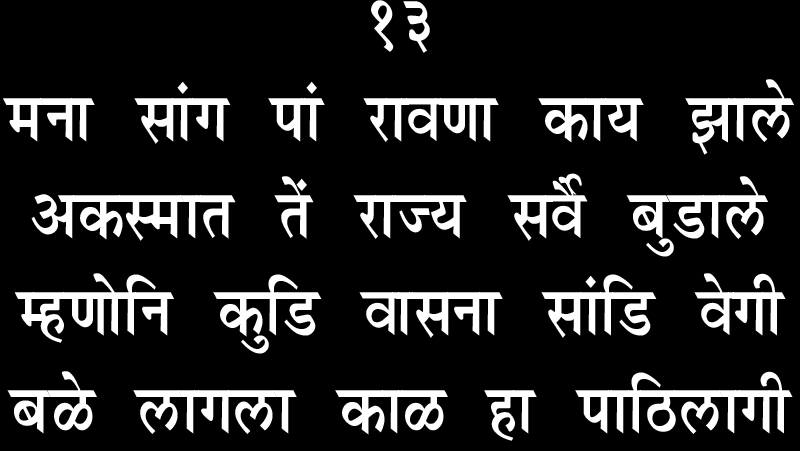 १३
मना सांग पां रावणा काय झाले
अकस्मात तें राज्य सर्वै बुडाले
म्हणोनि कुडि वासना सांडि वेगी
बळे लागला काळ हा पाठिलागी